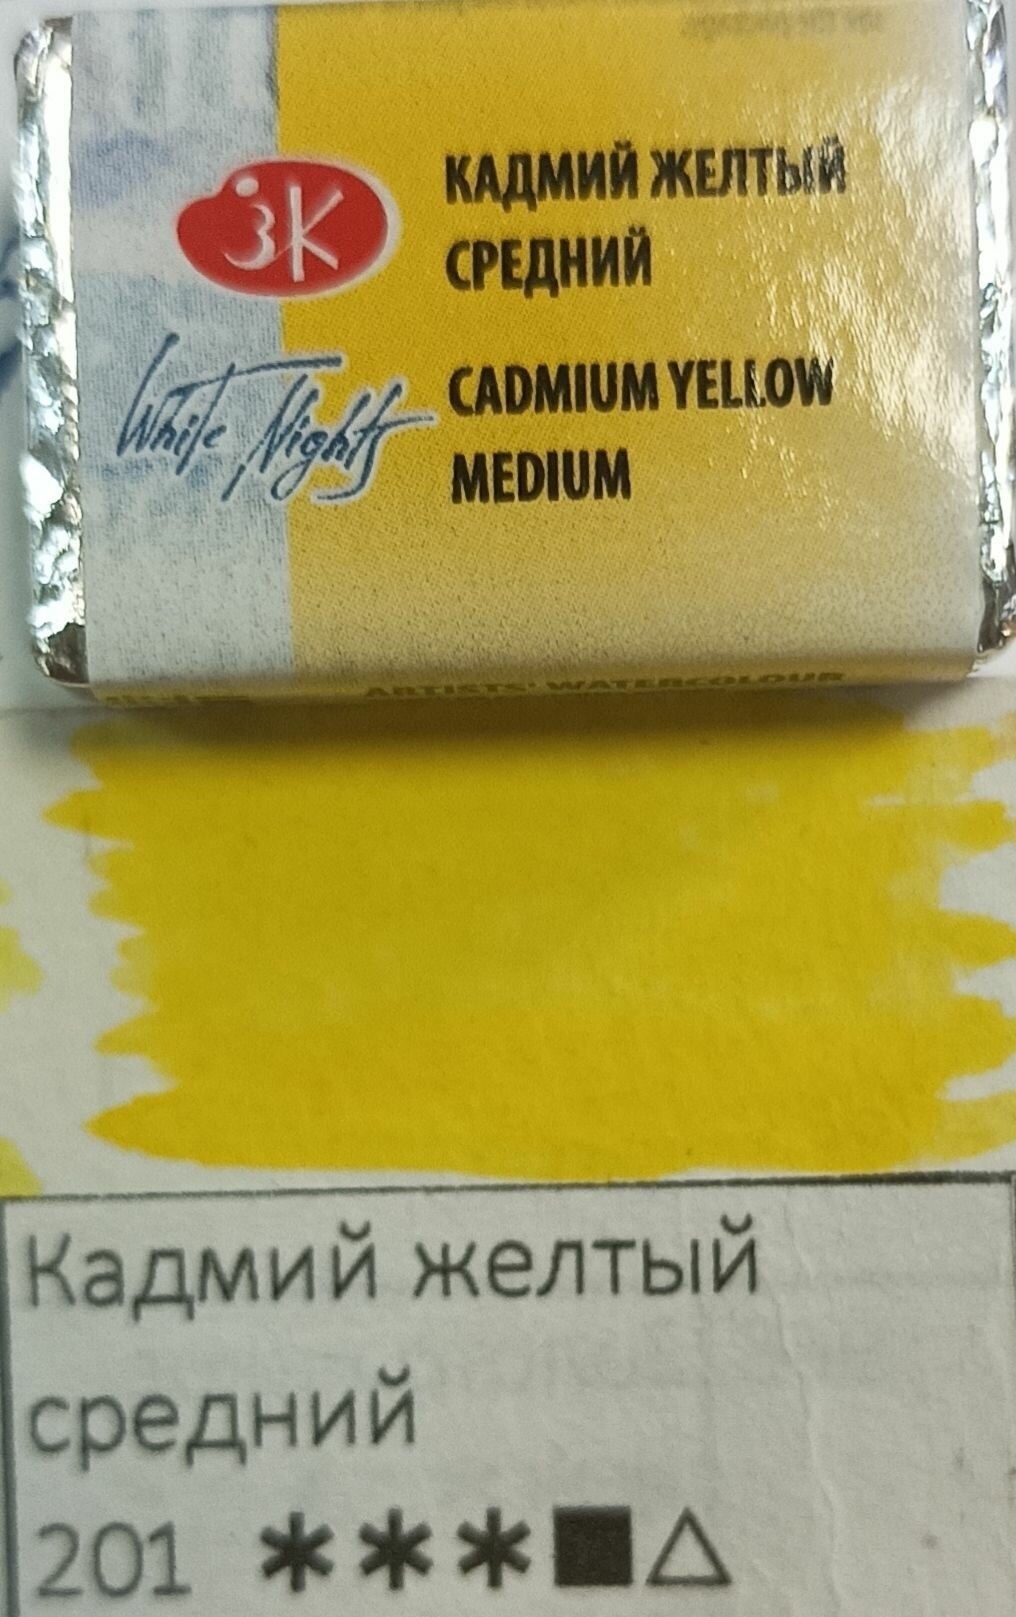 ЗК
КАДМИЙ ЖЕЛТЫЙ
СРЕДНИЙ
White Nights
CADMIUM YELLOW
MEDIUM
ARTISTS' WATERCOLOUR
Кадмий желтый
средний
201 ***■△